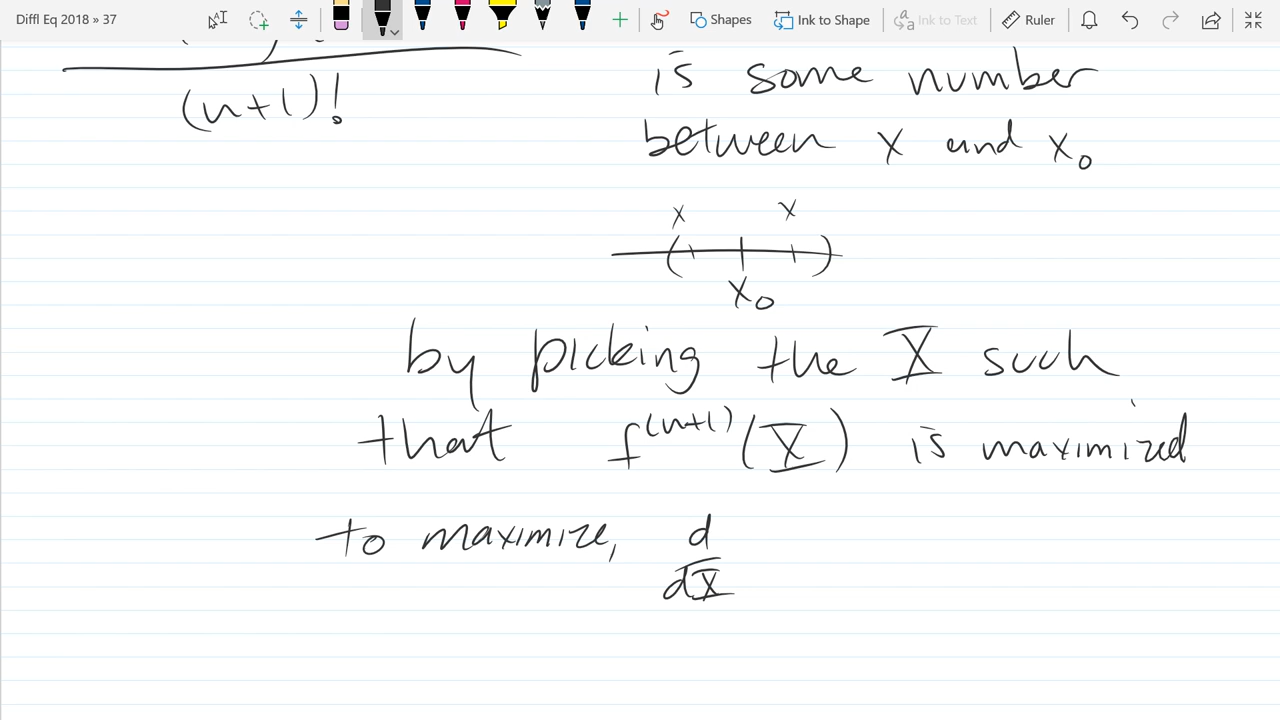 Diffl Eq 2018 » 37
Shapes
Ink to Shape
Ink to Text
Ruler
(n+1)!
is some number
between x and x₀
x x
x₀
by picking the X such
that f⁽ⁿ⁺¹⁾(X) is maximized
to maximize, d
dX